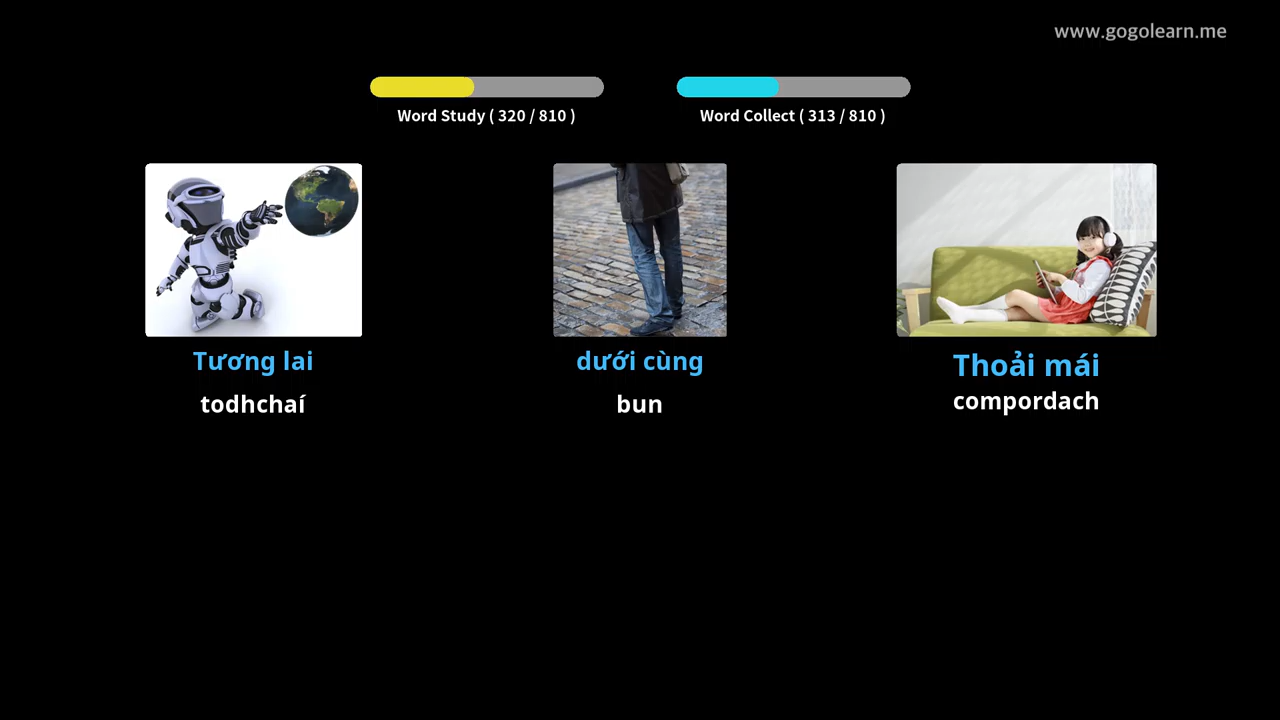 www.gogolearn.me
Word Study ( 320 / 810 )
Word Collect ( 313 / 810 )
Tương lai
todhchaí
dưới cùng
bun
Thoải mái
compordach